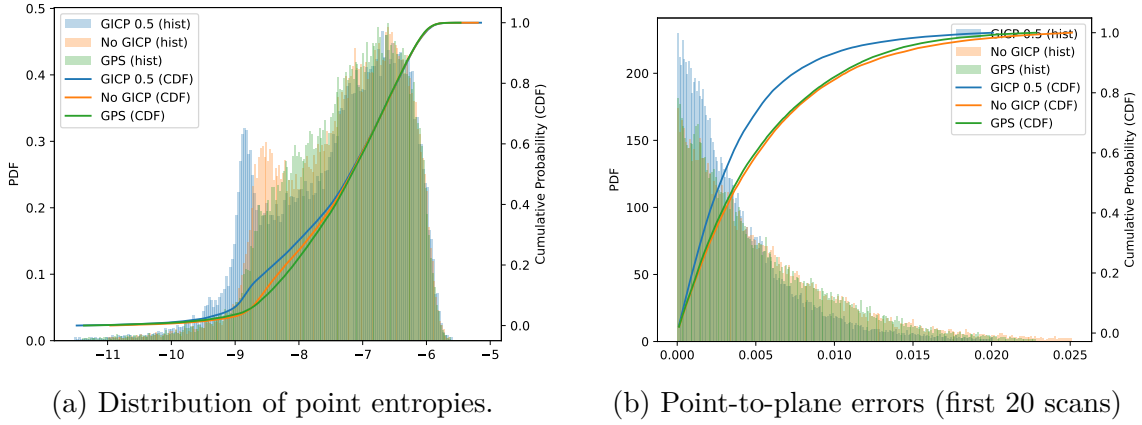 0.5
0.4
0.3
0.2
0.1
0.0
PDF
GICP 0.5 (hist)
No GICP (hist)
GPS (hist)
GICP 0.5 (CDF)
No GICP (CDF)
GPS (CDF)
1.0
0.8
0.6
0.4
0.2
0.0
Cumulative Probability (CDF)
−11 −10 −9 −8 −7 −6 −5
(a) Distribution of point entropies.
200
150
100
50
0
PDF
GICP 0.5 (hist)
No GICP (hist)
GPS (hist)
GICP 0.5 (CDF)
No GICP (CDF)
GPS (CDF)
1.0
0.8
0.6
0.4
0.2
0.0
Cumulative Probability (CDF)
0.000 0.005 0.010 0.015 0.020 0.025
(b) Point-to-plane errors (first 20 scans)